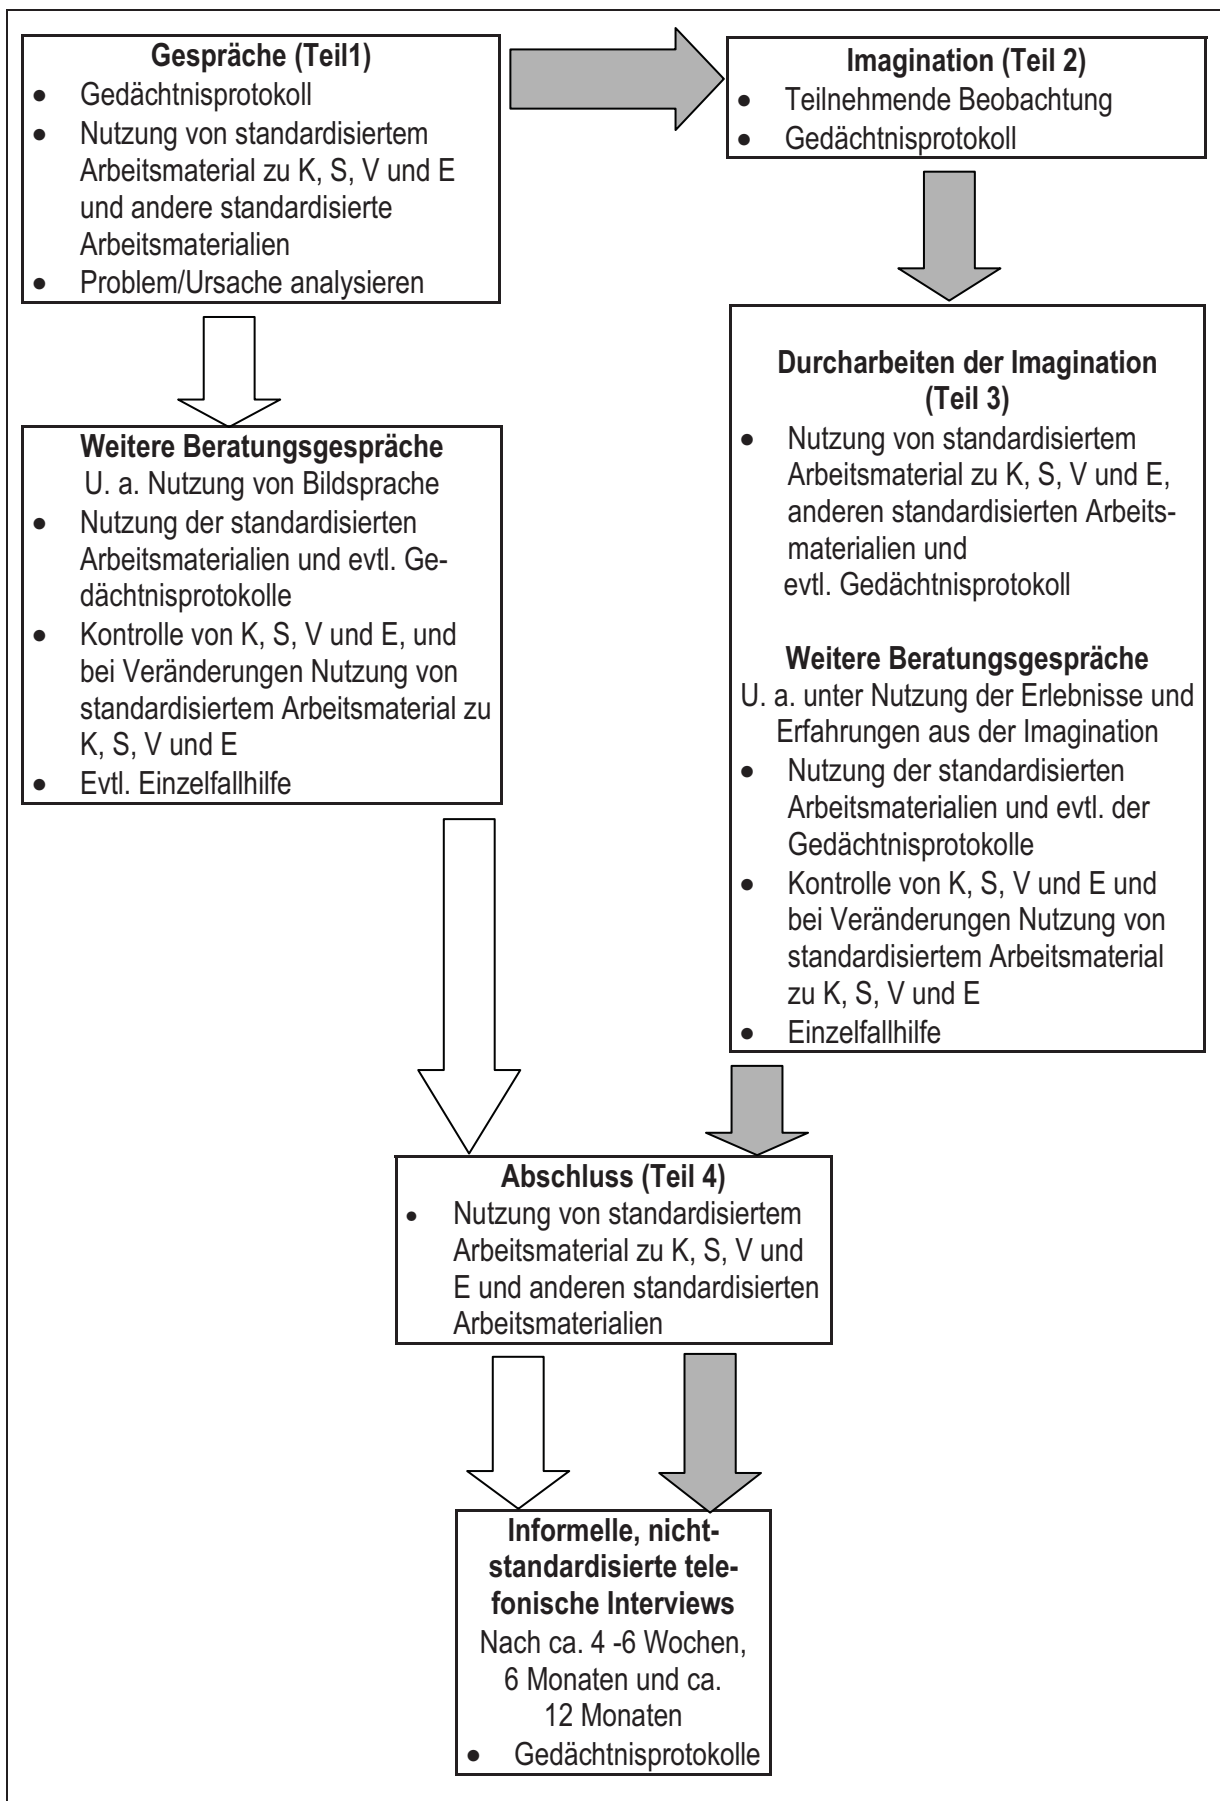 Gespräche (Teil1)
• Gedächtnisprotokoll
• Nutzung von standardisiertem
Arbeitsmaterial zu K, S, V und E
und andere standardisierte
Arbeitsmaterialien
• Problem/Ursache analysieren
Imagination (Teil 2)
• Teilnehmende Beobachtung
• Gedächtnisprotokoll
Weitere Beratungsgespräche
U. a. Nutzung von Bildsprache
• Nutzung der standardisierten
Arbeitsmaterialien und evtl. Ge-
dächtnisprotokolle
• Kontrolle von K, S, V und E, und
bei Veränderungen Nutzung von
standardisiertem Arbeitsmaterial zu
K, S, V und E
• Evtl. Einzelfallhilfe
Durcharbeiten der Imagination
(Teil 3)
• Nutzung von standardisiertem
Arbeitsmaterial zu K, S, V und E,
anderen standardisierten Arbeits-
materialien und
evtl. Gedächtnisprotokoll
Weitere Beratungsgespräche
U. a. unter Nutzung der Erlebnisse und
Erfahrungen aus der Imagination
• Nutzung der standardisierten
Arbeitsmaterialien und evtl. der
Gedächtnisprotokolle
• Kontrolle von K, S, V und E und
bei Veränderungen Nutzung von
standardisiertem Arbeitsmaterial
zu K, S, V und E
• Einzelfallhilfe
Abschluss (Teil 4)
• Nutzung von standardisiertem
Arbeitsmaterial zu K, S, V und
E und anderen standardisierten
Arbeitsmaterialien
Informelle, nicht-
standardisierte tele-
fonische Interviews
Nach ca. 4 -6 Wochen,
6 Monaten und ca.
12 Monaten
• Gedächtnisprotokolle